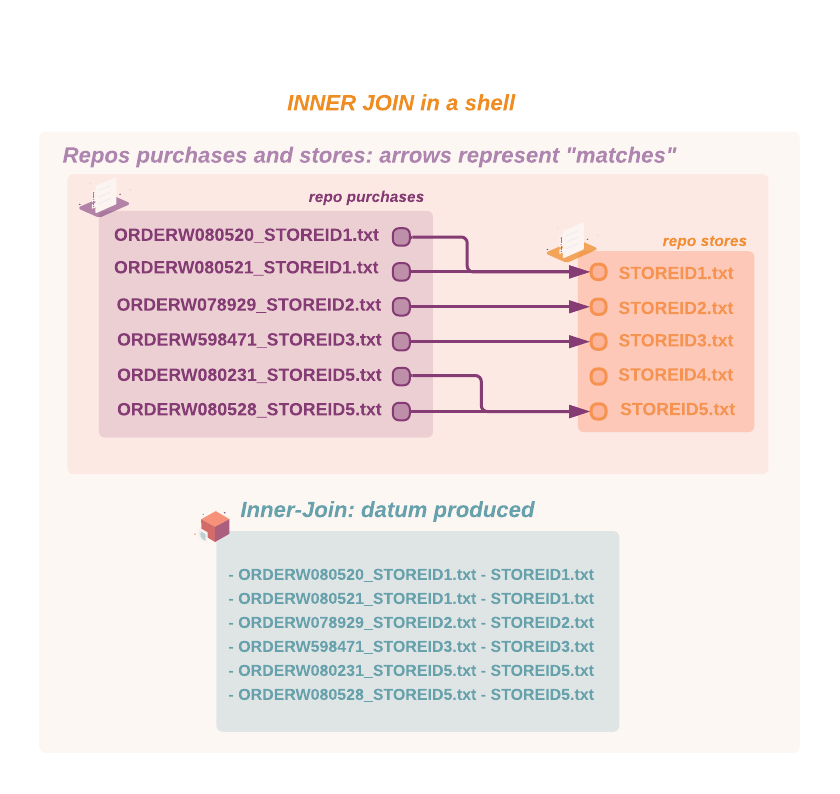 INNER JOIN in a shell
Repos purchases and stores: arrows represent "matches"
repo purchases
ORDERW080520_STOREID1.txt
ORDERW080521_STOREID1.txt
ORDERW078929_STOREID2.txt
ORDERW598471_STOREID3.txt
ORDERW080231_STOREID5.txt
ORDERW080528_STOREID5.txt
repo stores
STOREID1.txt
STOREID2.txt
STOREID3.txt
STOREID4.txt
STOREID5.txt
Inner-Join: datum produced
- ORDERW080520_STOREID1.txt - STOREID1.txt
- ORDERW080521_STOREID1.txt - STOREID1.txt
- ORDERW078929_STOREID2.txt - STOREID2.txt
- ORDERW598471_STOREID3.txt - STOREID3.txt
- ORDERW080231_STOREID5.txt - STOREID5.txt
- ORDERW080528_STOREID5.txt - STOREID5.txt